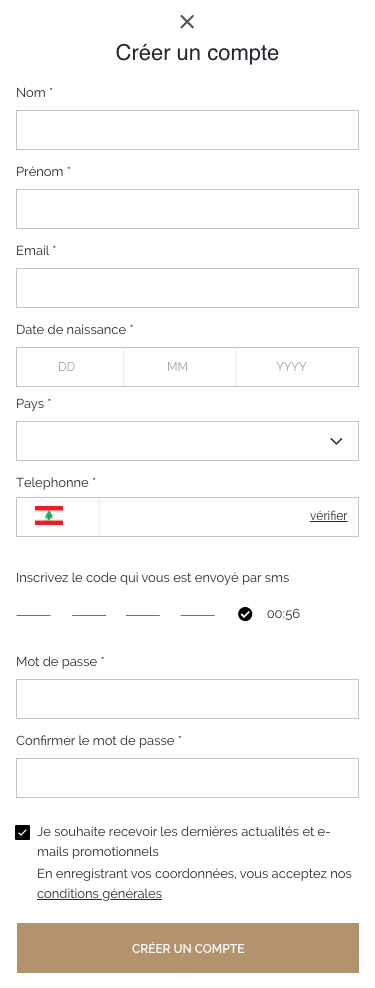 Créer un compte
Nom *
Prénom *
Email *
Date de naissance *
DD MM YYYY
Pays *
Telephonne *
vérifier
Inscrivez le code qui vous est envoyé par sms
00:56
Mot de passe *
Confirmer le mot de passe *
Je souhaite recevoir les dernières actualités et e-
mails promotionnels
En enregistrant vos coordonnées, vous acceptez nos
conditions générales
CRÉER UN COMPTE